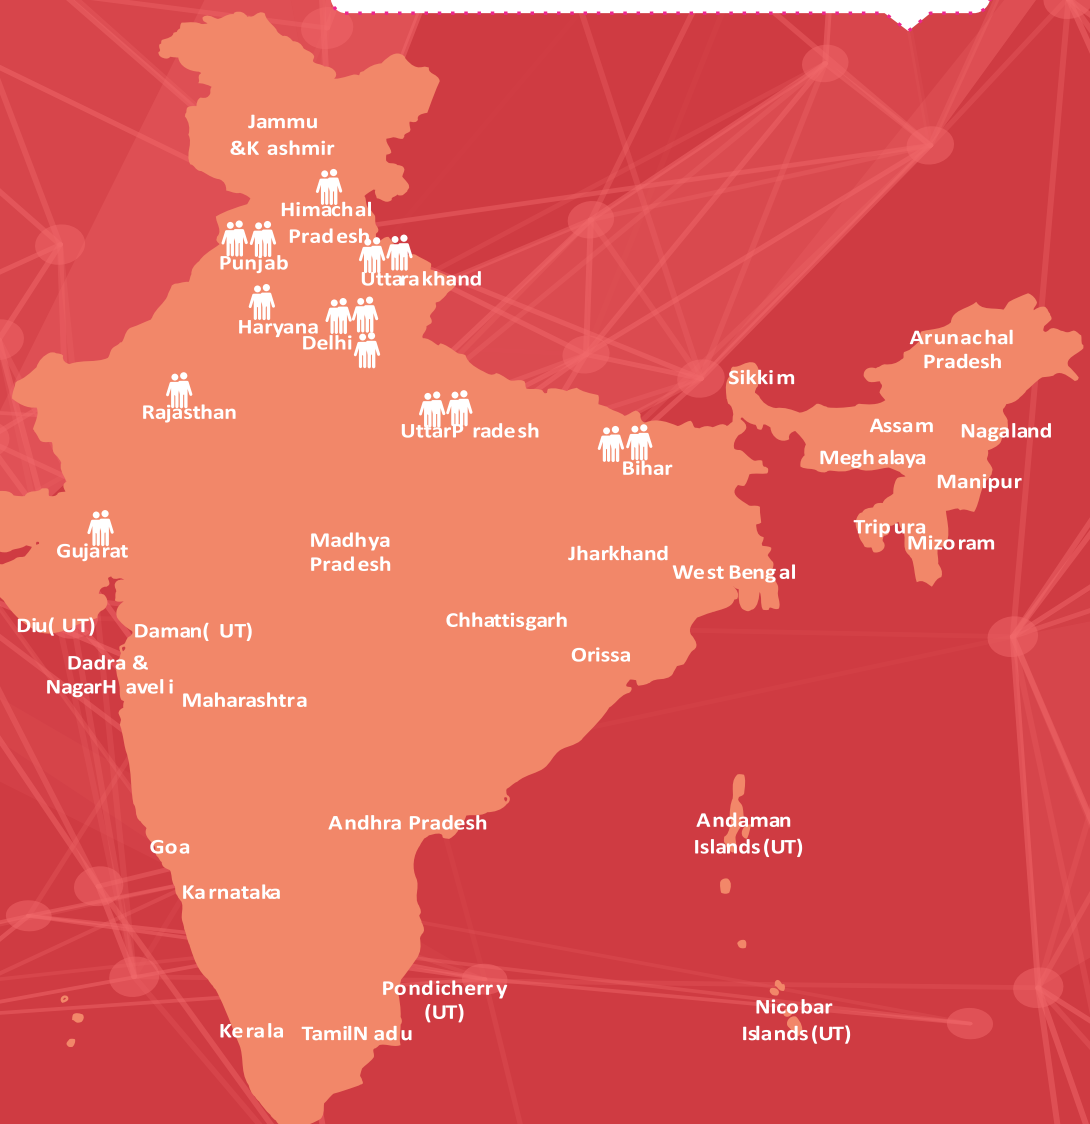 Jammu
&K ashmir
Himachal
Pradesh
Punjab
Uttarakhand
Haryana
Delhi
Rajasthan
UttarP radesh
Bihar
Sikkim
Arunachal
Pradesh
Assam
Nagaland
Meghalaya
Manipur
Tripura
Mizoram
Gujarat
Madhya
Pradesh
Jharkhand
West Bengal
Chhattisgarh
Orissa
Diu( UT)
Daman( UT)
Dadra &
NagarH aveli
Maharashtra
Andhra Pradesh
Goa
Karnataka
Andaman
Islands (UT)
Pondicherry
(UT)
Kerala
TamilN adu
Nicobar
Islands (UT)